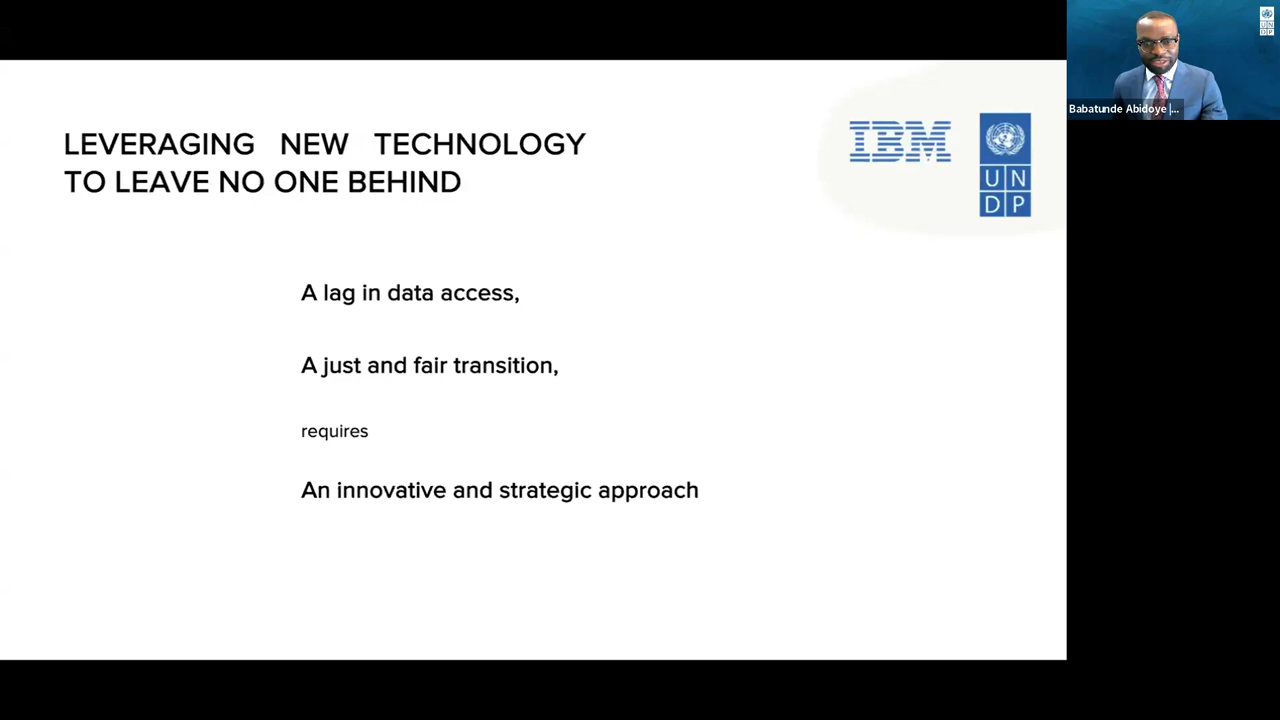 LEVERAGING NEW TECHNOLOGY
TO LEAVE NO ONE BEHIND
IBM
U N
D P
A lag in data access,
A just and fair transition,
requires
An innovative and strategic approach
Babatunde Abidoye |...
U N
D P